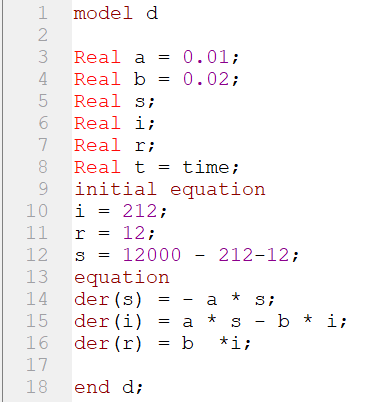 1 model d
2
3 Real a = 0.01;
4 Real b = 0.02;
5 Real s;
6 Real i;
7 Real r;
8 Real t = time;
9 initial equation
10 i = 212;
11 r = 12;
12 s = 12000 - 212-12;
13 equation
14 der(s) = - a * s;
15 der(i) = a * s - b * i;
16 der(r) = b  *i;
17
18 end d;